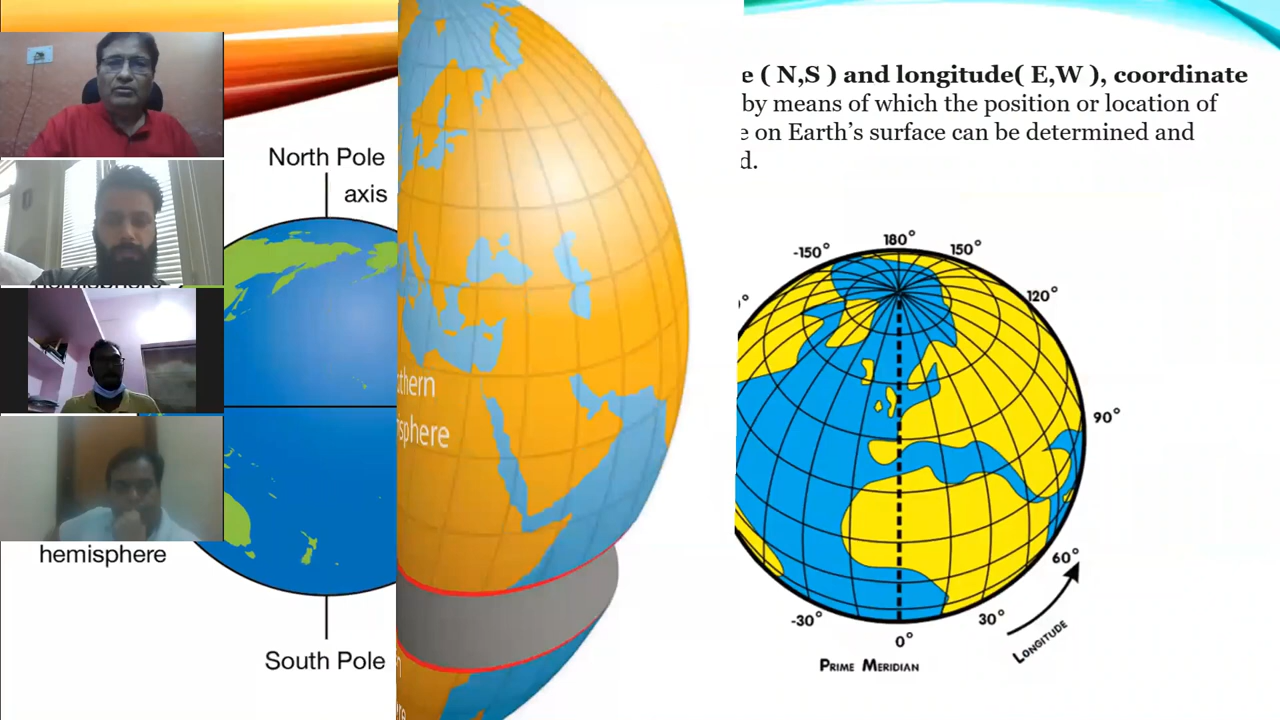 North Pole
axis
hemisphere
South Pole
e ( N,S ) and longitude( E,W ), coordinate
by means of which the position or location of
e on Earth's surface can be determined and
d.
180°
-150°
150°
120°
90°
60°
30°
0°
-30°
LONGITUDE
PRIME MERIDIAN